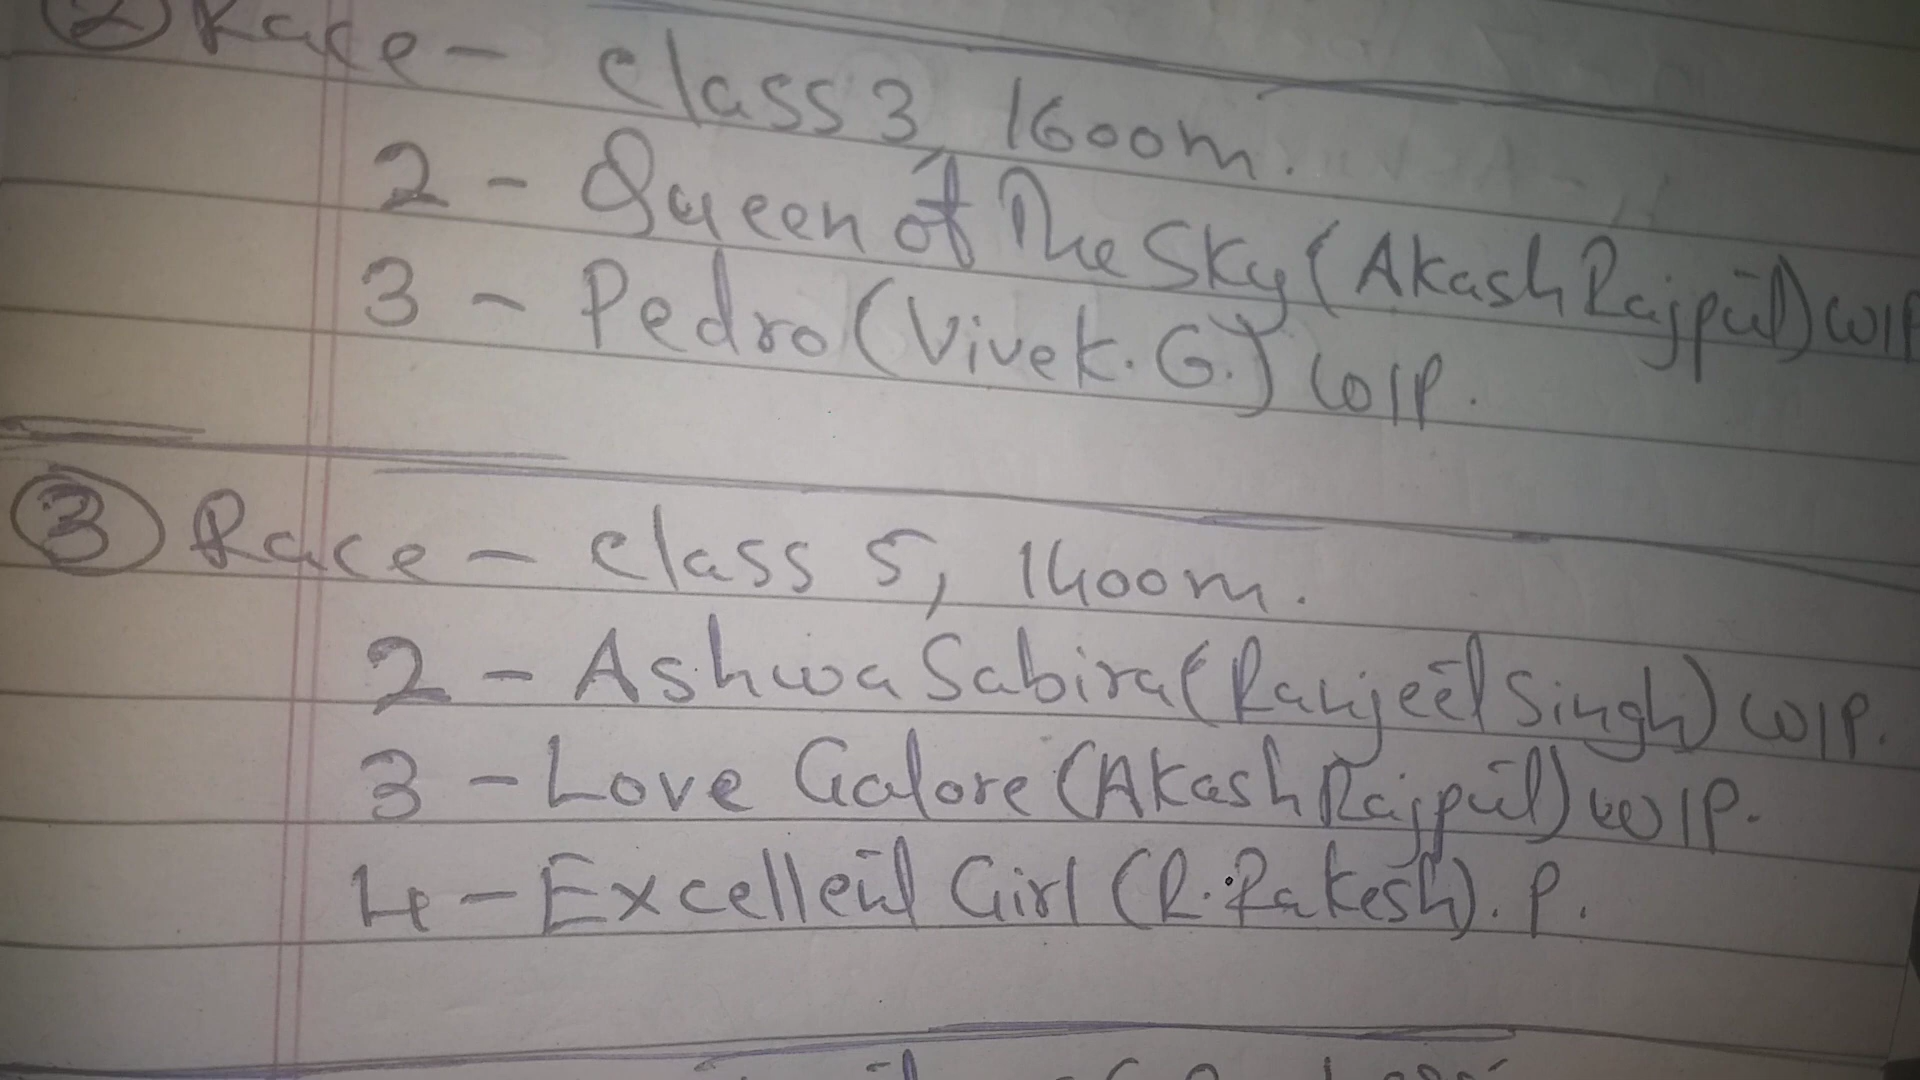 ② Race - Class 3, 1600m.
2 - Queen of The Sky (Akash Rajput) W/P
3 - Pedro (Vivek. G.) W/P.
③ Race - Class 5, 1400m.
2 - Ashwa Sabira (Ranjeet Singh) W/P.
3 - Love Galore (Akash Rajput) W/P.
4 - Excellent Girl (R. Rakesh). P.